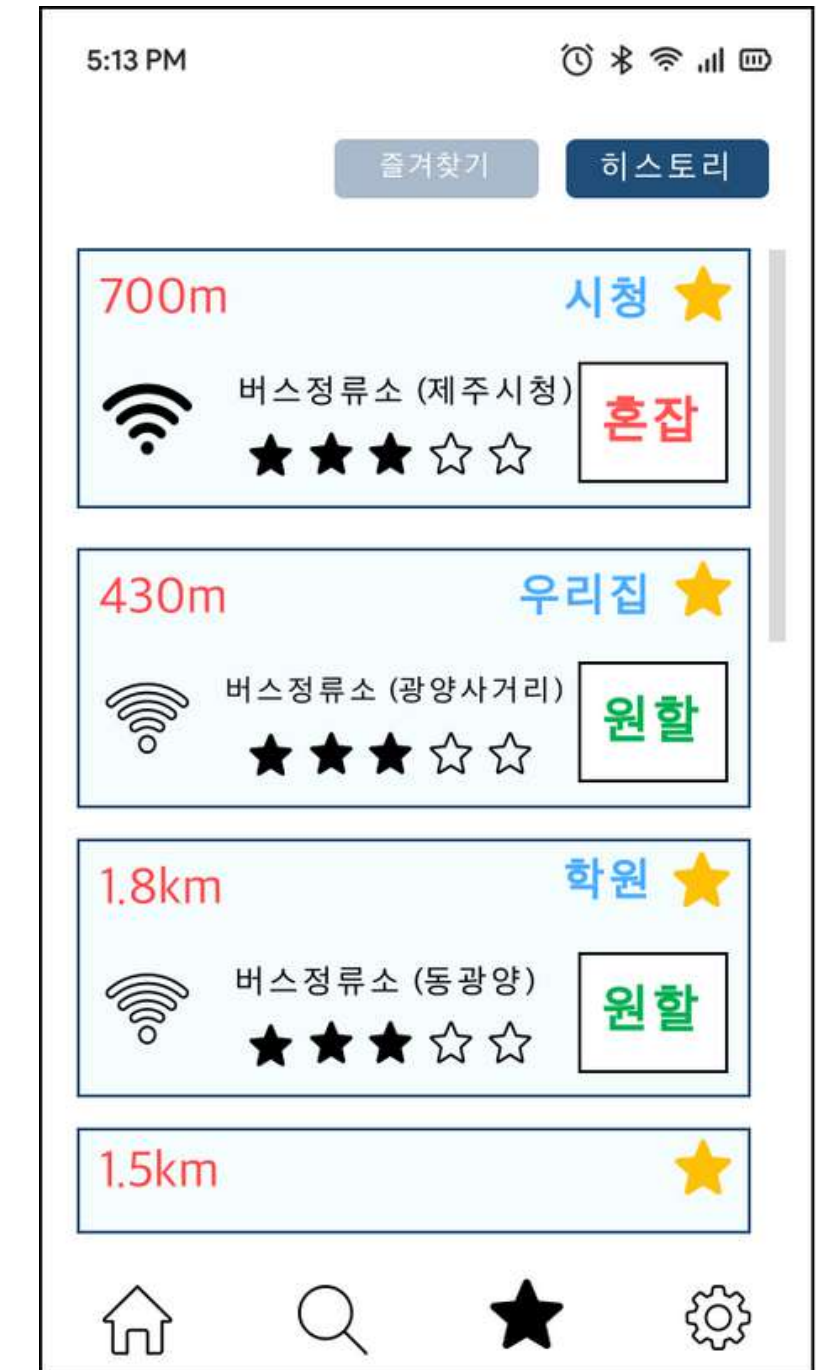 5:13 PM
즐겨찾기 히스토리
700m 시청
버스정류소 (제주시청)
혼잡
430m 우리집
버스정류소 (광양사거리)
원할
1.8km 학원
버스정류소 (동광양)
원할
1.5km